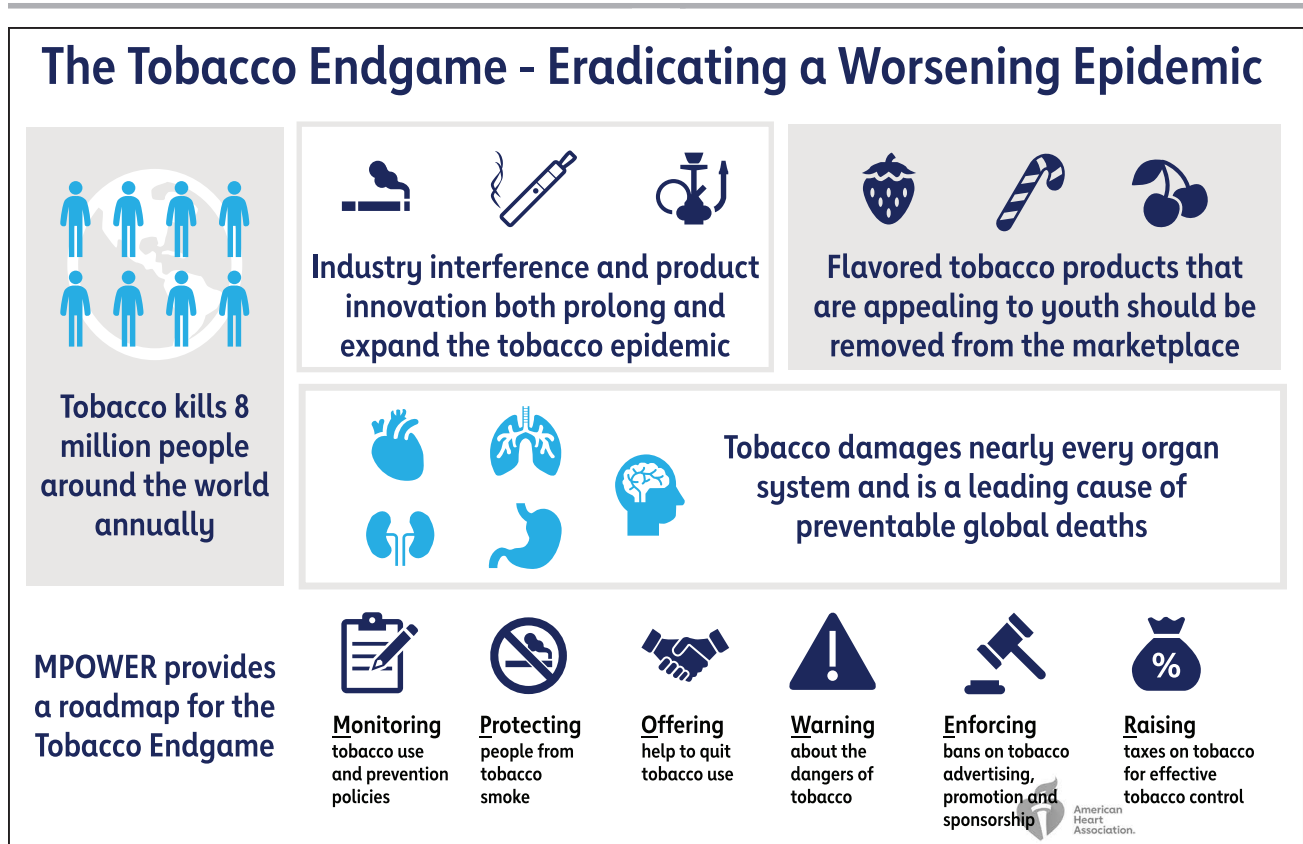 The Tobacco Endgame - Eradicating a Worsening Epidemic
Tobacco kills 8
million people
around the world
annually
Industry interference and product
innovation both prolong and
expand the tobacco epidemic
Flavored tobacco products that
are appealing to youth should be
removed from the marketplace
Tobacco damages nearly every organ
system and is a leading cause of
preventable global deaths
MPOWER provides
a roadmap for the
Tobacco Endgame
Monitoring
tobacco use
and prevention
policies
Protecting
people from
tobacco
smoke
Offering
help to quit
tobacco use
Warning
about the
dangers of
tobacco
Enforcing
bans on tobacco
advertising,
promotion and
sponsorship
%
Raising
taxes on tobacco
for effective
tobacco control
American
Heart
Association.